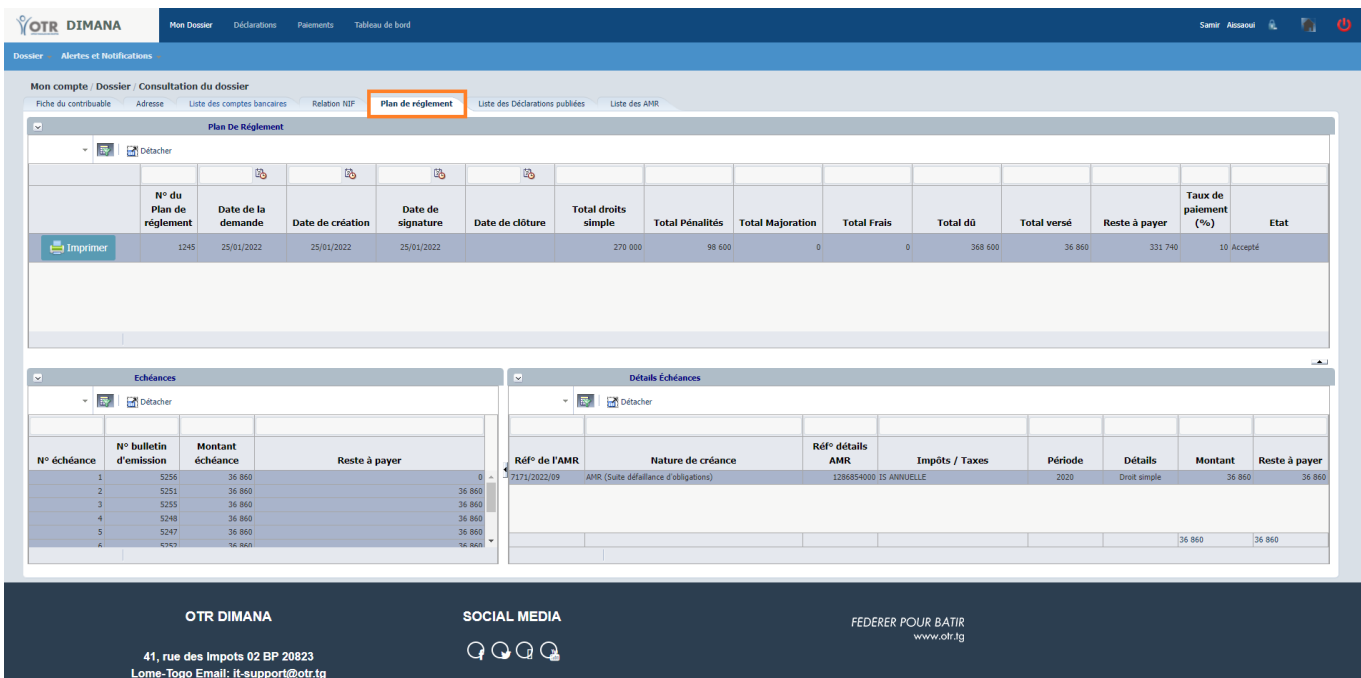 OTR DIMANA
Mon Dossier Déclarations Paiements Tableau de bord
Samir Aissaoui
Dossier Alertes et Notifications
Mon compte / Dossier / Consultation du dossier
Fiche du contribuable Adresse Liste des comptes bancaires Relation NIF Plan de réglement Liste des Déclarations publiées Liste des AMR
Plan De Réglement
Détacher
N° du Plan de réglement Date de la demande Date de création Date de signature Date de clôture Total droits simple Total Pénalités Total Majoration Total Frais Total dû Total versé Reste à payer Taux de paiement (%) Etat
Imprimer 1245 25/01/2022 25/01/2022 25/01/2022 270 000 98 600 0 0 368 600 36 860 331 740 10 Accepté
Echéances
Détacher
N° échéance N° bulletin d'emission Montant échéance Reste à payer
1 5256 36 860 0
2 5251 36 860 36 860
3 5255 36 860 36 860
4 5248 36 860 36 860
5 5247 36 860 36 860
6 5252 36 860 36 860
Détails Échéances
Détacher
Réf° de l'AMR Nature de créance Réf° détails AMR Impôts / Taxes Période Détails Montant Reste à payer
7171/2022/09 AMR (Suite défaillance d'obligations) 1286854000 IS ANNUELLE 2020 Droit simple 36 860 36 860
36 860 36 860
OTR DIMANA
41, rue des Impots 02 BP 20823
Lome-Togo Email: it-support@otr.tg
SOCIAL MEDIA
FEDERER POUR BATIR
www.otr.tg